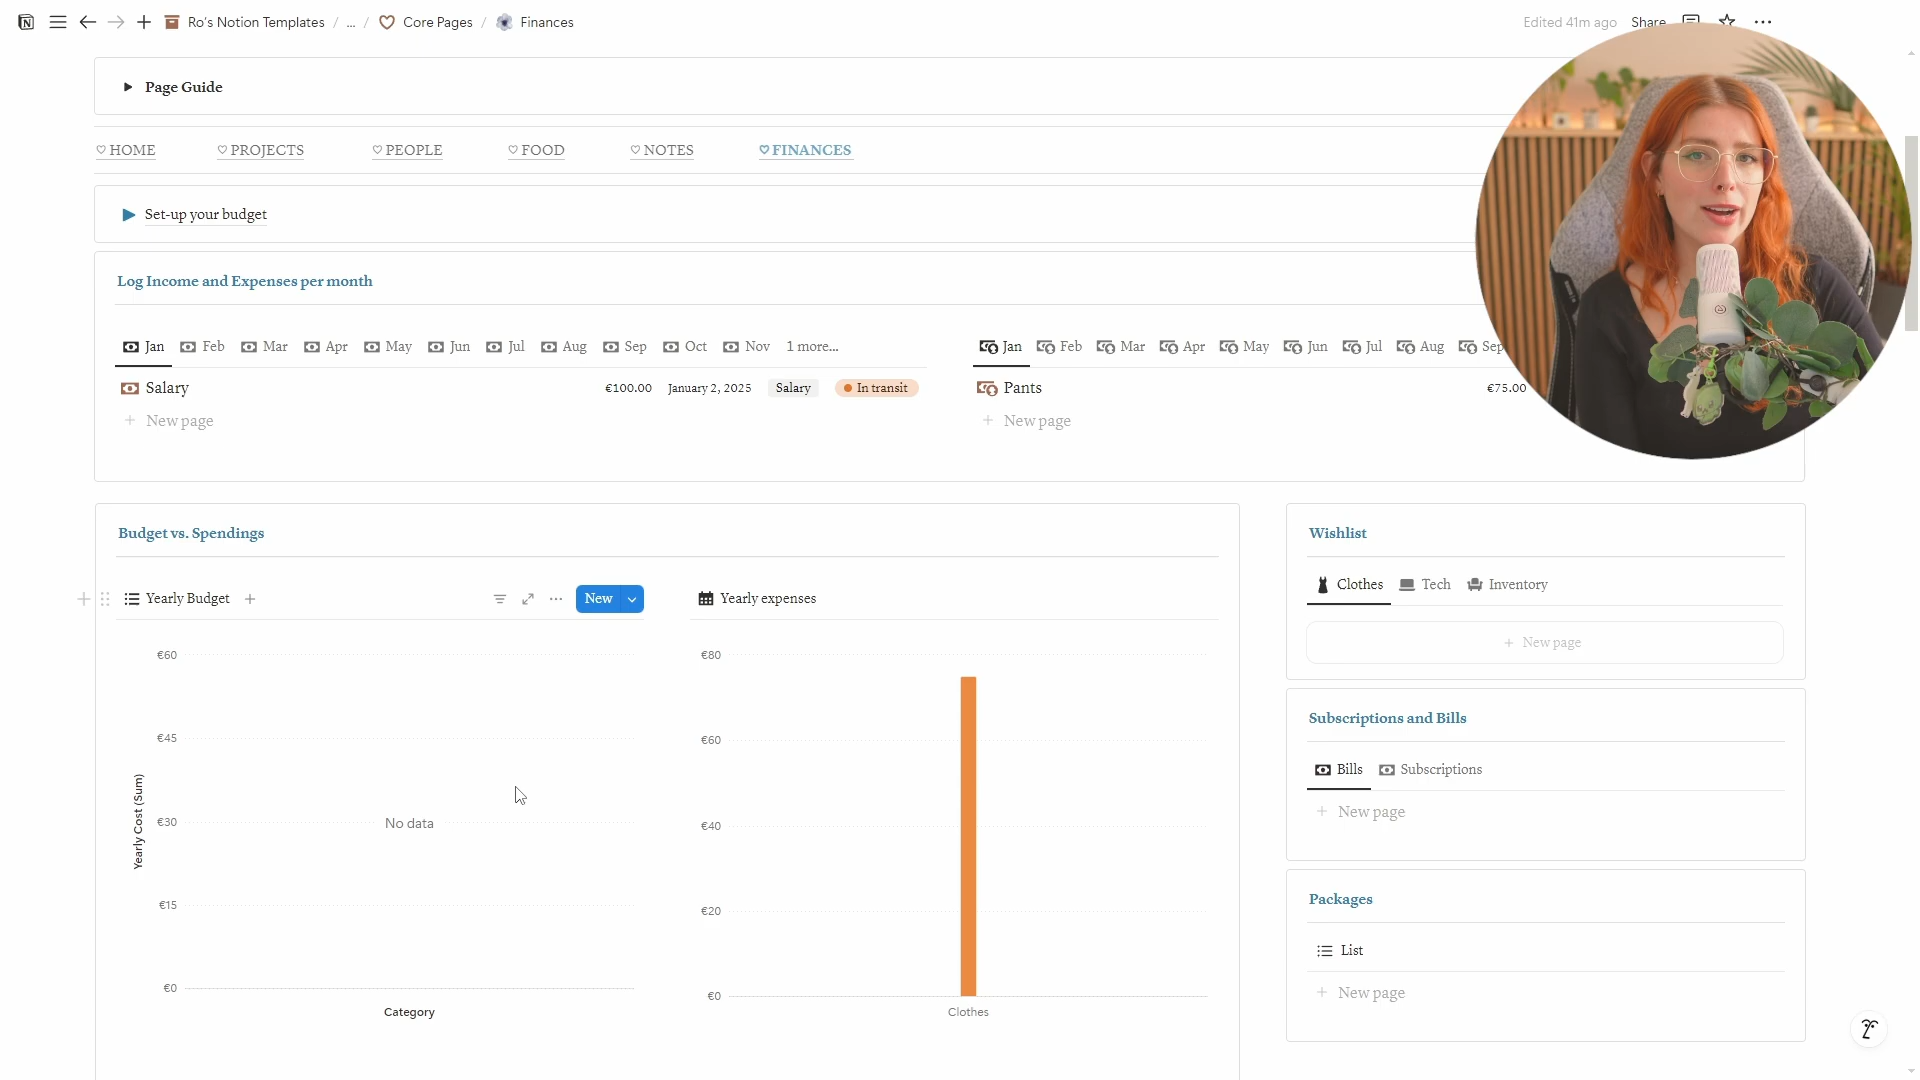 Ro's Notion Templates / ... / Core Pages / Finances
Edited 41m ago Share
Page Guide
HOME PROJECTS PEOPLE FOOD NOTES FINANCES
Set-up your budget
Log Income and Expenses per month
Jan Feb Mar Apr May Jun Jul Aug Sep Oct Nov 1 more...
Salary €100.00 January 2, 2025 Salary In transit
+ New page
Jan Feb Mar Apr May Jun Jul Aug Sep
Pants €75.00
+ New page
Budget vs. Spendings
Yearly Budget
New
€60
€45
€30
€15
€0
Yearly Cost (Sum)
No data
Category
Yearly expenses
€80
€60
€40
€20
€0
Clothes
Wishlist
Clothes Tech Inventory
+ New page
Subscriptions and Bills
Bills Subscriptions
+ New page
Packages
List
+ New page